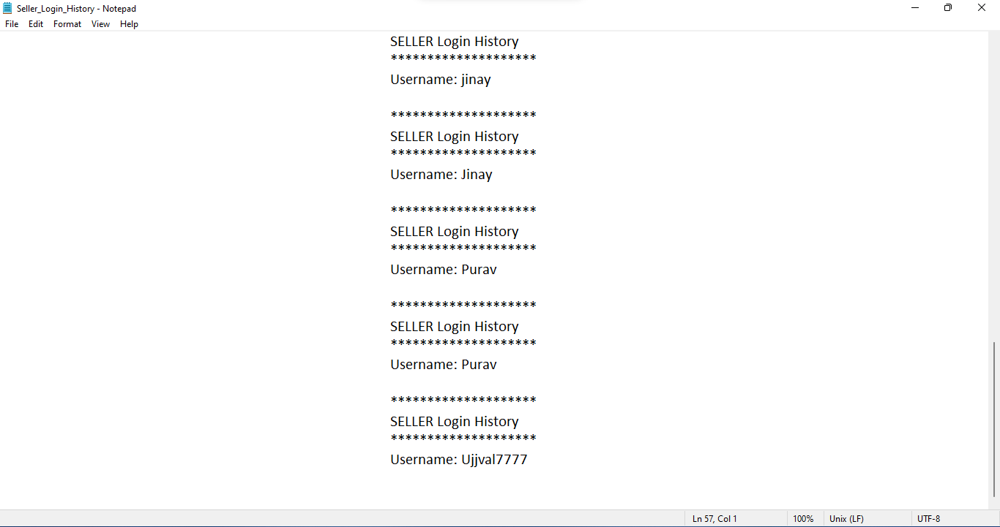 Seller_Login_History - Notepad
File Edit Format View Help
SELLER Login History
********************
Username: jinay
********************
SELLER Login History
********************
Username: Jinay
********************
SELLER Login History
********************
Username: Purav
********************
SELLER Login History
********************
Username: Purav
********************
SELLER Login History
********************
Username: Ujjval7777
Ln 57, Col 1 100% Unix (LF) UTF-8